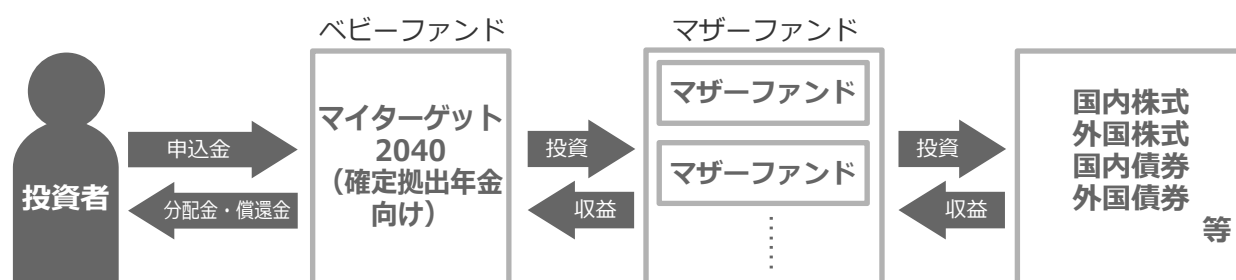 ベビーファンド
マザーファンド
投資者
申込金
分配金・償還金
マイターゲット
2040
（確定拠出年金
向け）
投資
収益
マザーファンド
マザーファンド
投資
収益
国内株式
外国株式
国内債券
外国債券
等